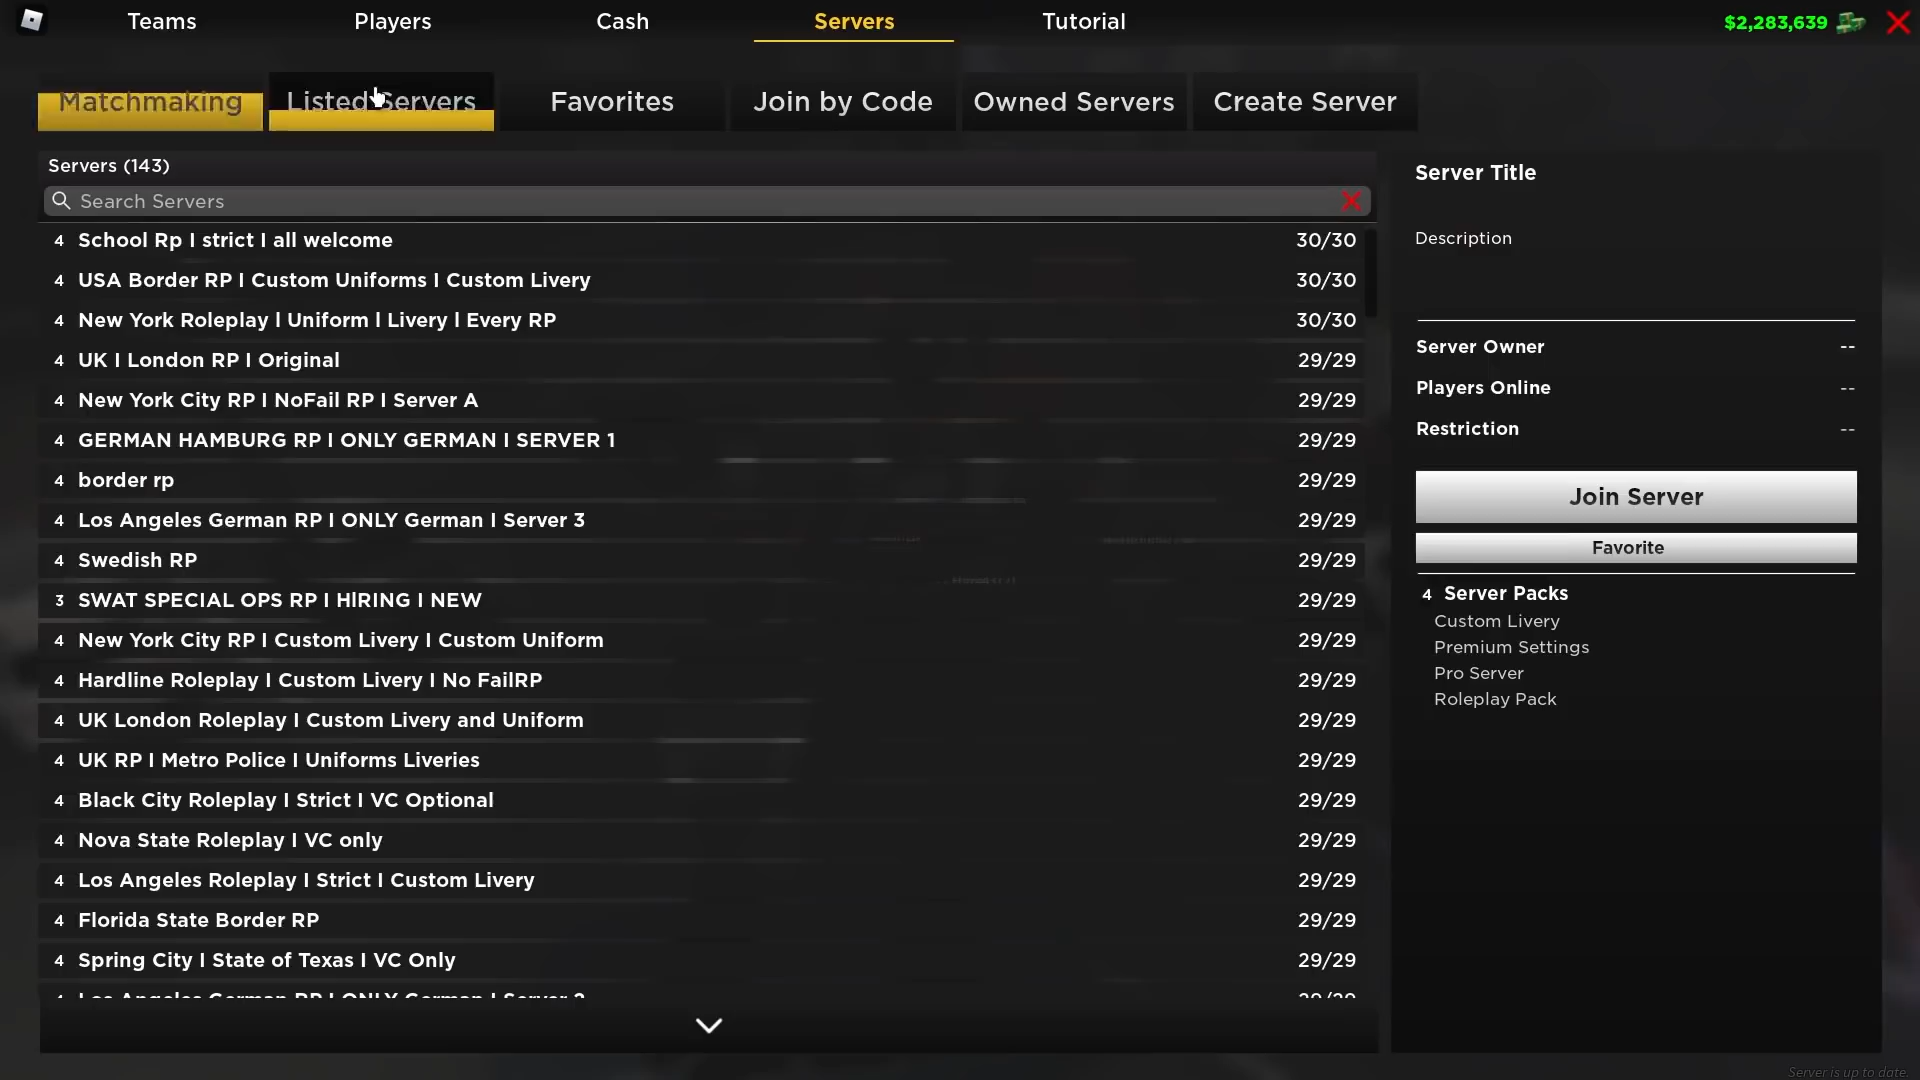 Teams Players Cash Servers Tutorial $2,283,639
Matchmaking Listed Servers Favorites Join by Code Owned Servers Create Server
Servers (143)
Search Servers
4 School Rp I strict I all welcome 30/30
4 USA Border RP I Custom Uniforms I Custom Livery 30/30
4 New York Roleplay l Uniform l Livery l Every RP 30/30
4 UK I London RP I Original 29/29
4 New York City RP I NoFail RP I Server A 29/29
4 GERMAN HAMBURG RP I ONLY GERMAN I SERVER 1 29/29
4 border rp 29/29
4 Los Angeles German RP I ONLY German I Server 3 29/29
4 Swedish RP 29/29
3 SWAT SPECIAL OPS RP I HIRING I NEW 29/29
4 New York City RP I Custom Livery I Custom Uniform 29/29
4 Hardline Roleplay I Custom Livery I No FailRP 29/29
4 UK London Roleplay I Custom Livery and Uniform 29/29
4 UK RP I Metro Police I Uniforms Liveries 29/29
4 Black City Roleplay I Strict I VC Optional 29/29
4 Nova State Roleplay I VC only 29/29
4 Los Angeles Roleplay I Strict I Custom Livery 29/29
4 Florida State Border RP 29/29
4 Spring City I State of Texas I VC Only 29/29
Los Angeles German RP I ONLY German I Server
Server Title
Description
Server Owner --
Players Online --
Restriction --
Join Server
Favorite
4 Server Packs
Custom Livery
Premium Settings
Pro Server
Roleplay Pack
Server is up to date.